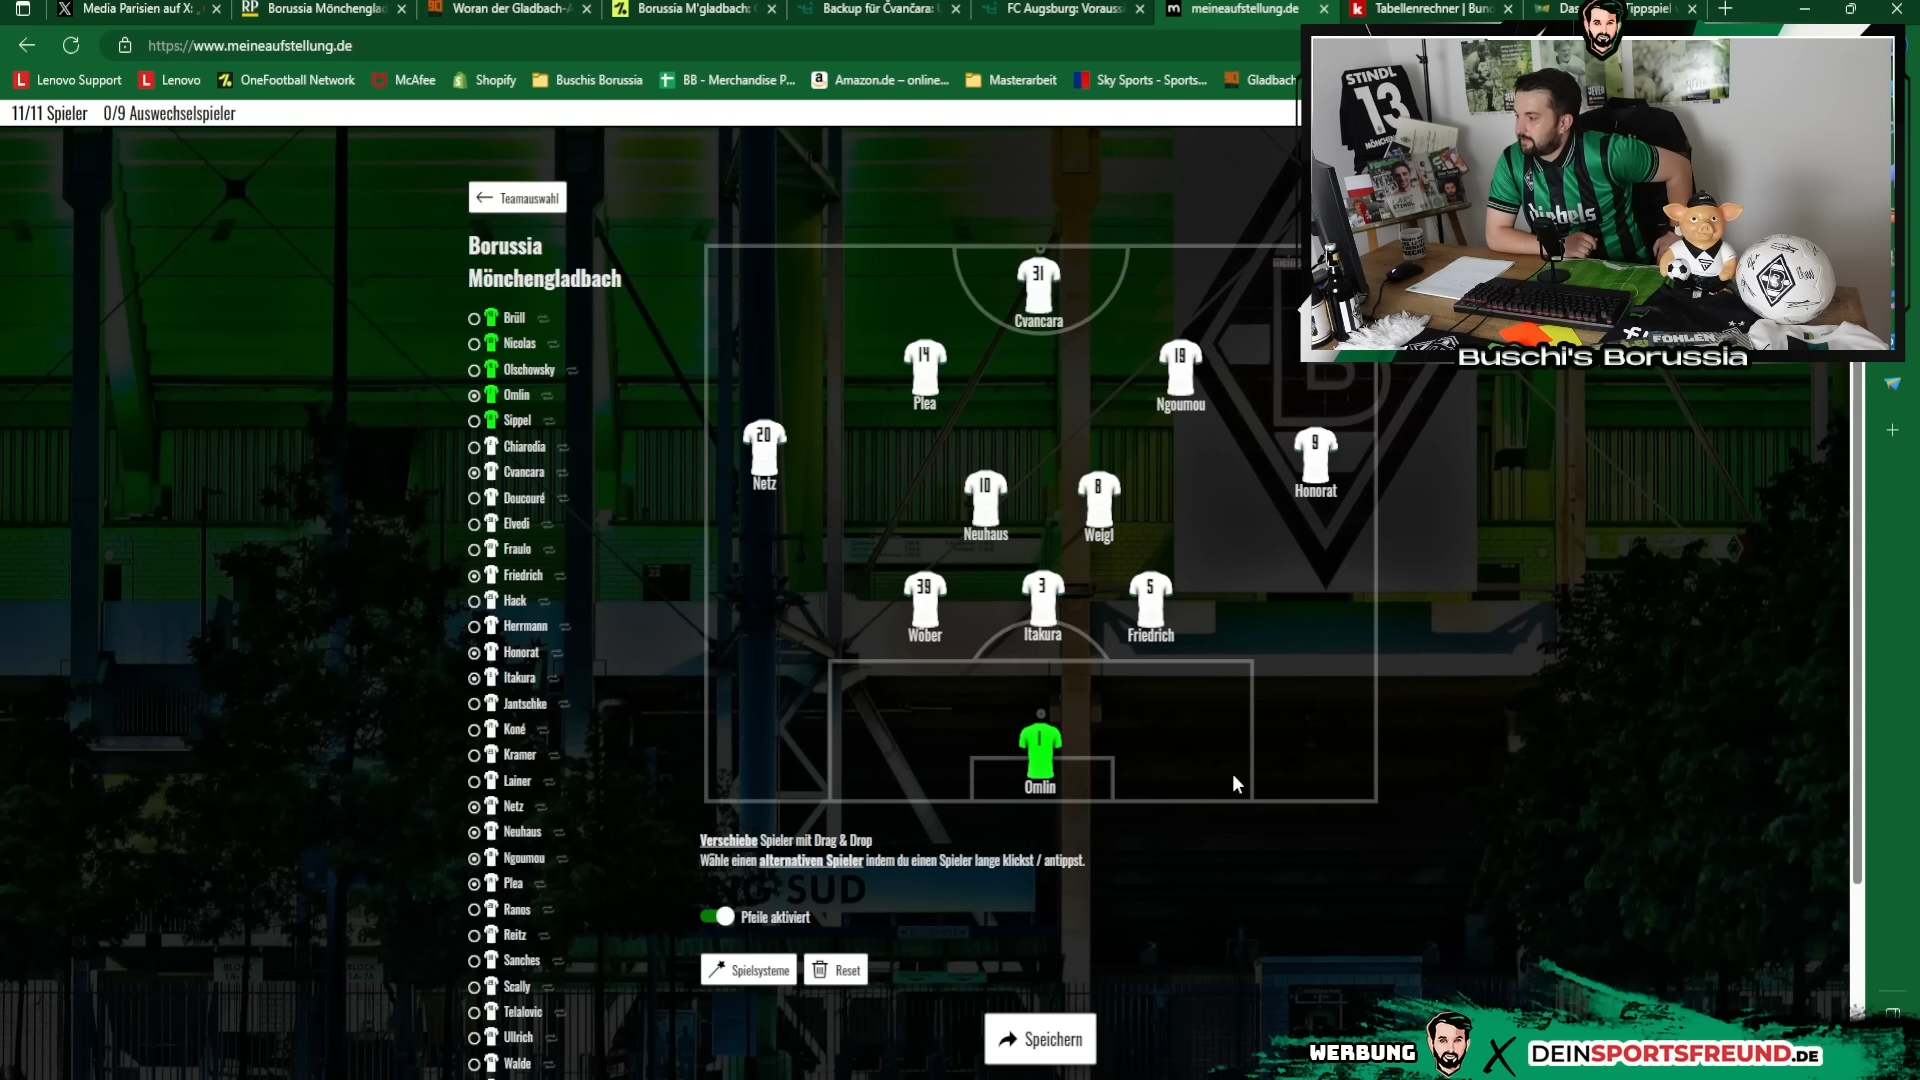 Media Parisien auf X:
Borussia Mönchengla
Woran der Gladbach-
Borussia M'gladbach:
Backup für Čvančara:
FC Augsburg: Voraus
meineaufstellung.de
Tabellenrechner | Bun
Tippspiel
https://www.meineaufstellung.de
Lenovo Support
Lenovo
OneFootball Network
McAfee
Shopify
Buschis Borussia
BB - Merchandise P...
Amazon.de – online...
Masterarbeit
Sky Sports - Sports...
Gladbach
11/11 Spieler 0/9 Auswechselspieler
STINDL
13
Buschi's Borussia
FOHLEN
Teamauswahl
Borussia
Mönchengladbach
Brüll
Nicolas
Olschowsky
Omlin
Sippel
Chiarodia
Cvancara
Doucouré
Elvedi
Fraulo
Friedrich
Hack
Herrmann
Honorat
Itakura
Jantschke
Koné
Kramer
Lainer
Netz
Neuhaus
Ngoumou
Plea
Ranos
Reitz
Sanches
Scally
Telalovic
Ullrich
Walde
31
Cvancara
14
Plea
19
Ngoumou
20
Netz
9
Honorat
10
Neuhaus
8
Weigl
39
Wöber
3
Itakura
5
Friedrich
1
Omlin
Verschiebe Spieler mit Drag & Drop
Wähle einen alternativen Spieler indem du einen Spieler lange klickst / antippst.
SUD
Pfeile aktiviert
Spielsysteme
Reset
Speichern
WERBUNG X DEINSPORTSFREUND.DE